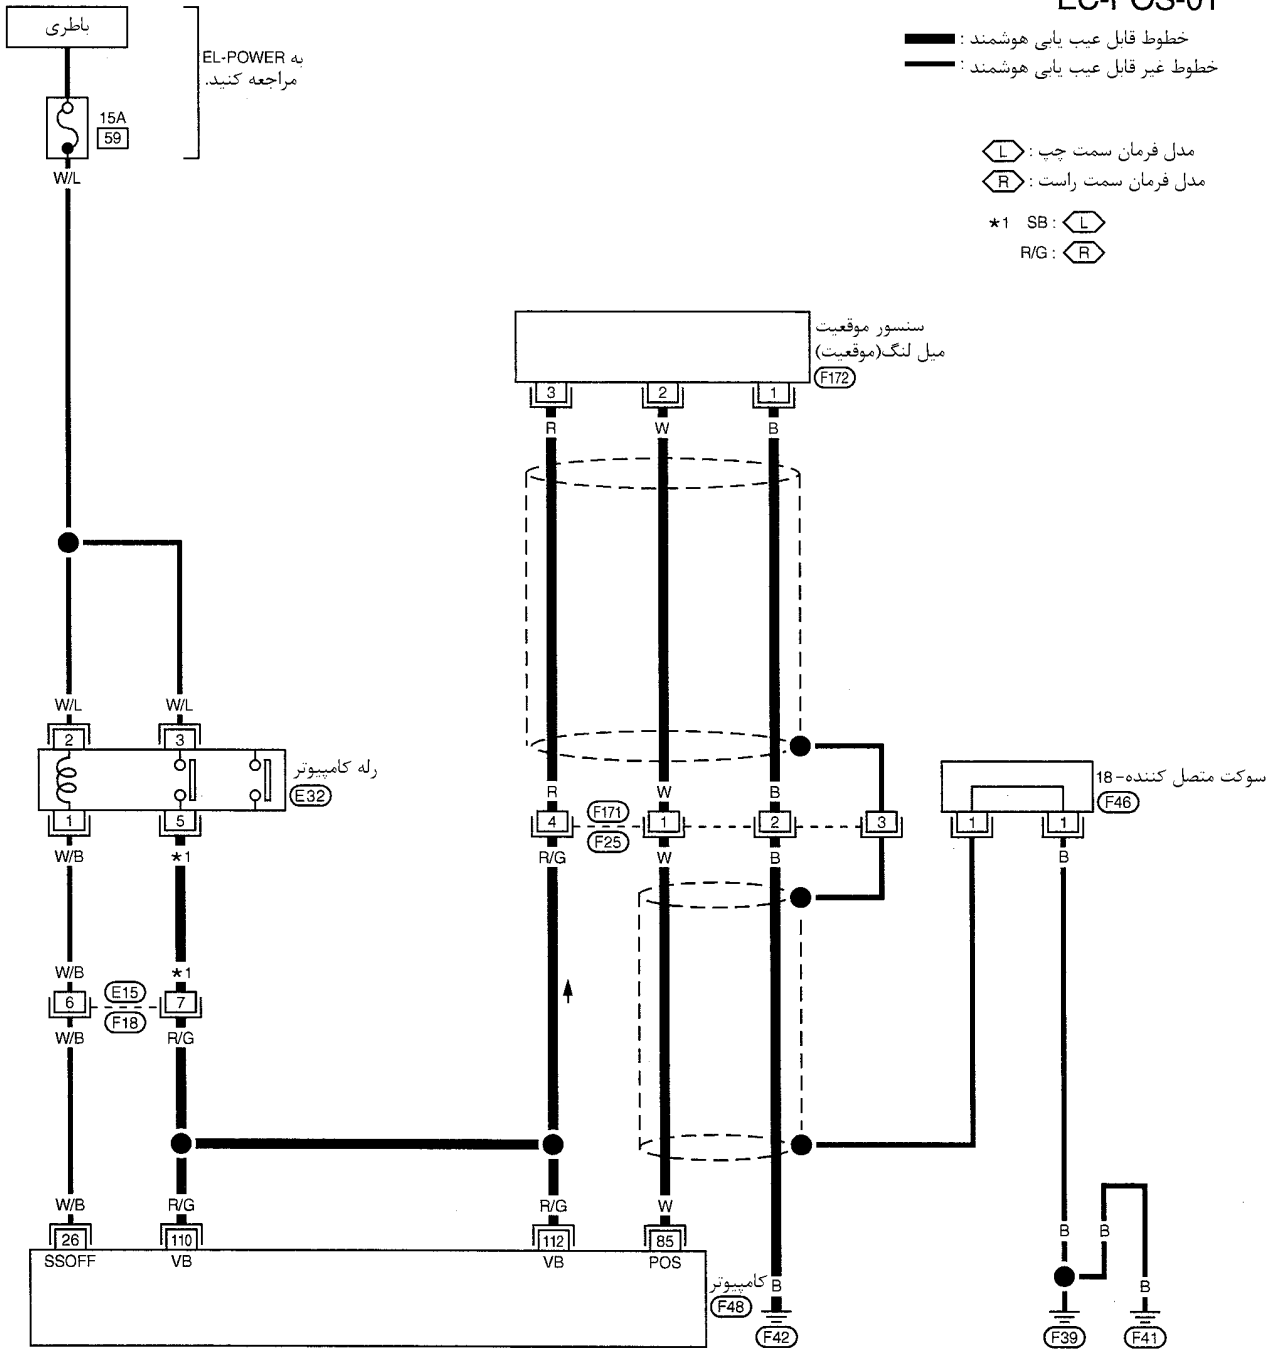 EC-POS-01
باطری
به EL-POWER
مراجعه کنید.
15A
59
W/L
خطوط قابل عیب یابی هوشمند :
خطوط غیر قابل عیب یابی هوشمند :
مدل فرمان سمت چپ : L
مدل فرمان سمت راست : R
★1 SB : L
R/G : R
سنسور موقعیت
میل لنگ(موقعیت)
F172
3 2 1
R W B
W/L W/L
2 3
رله کامپیوتر
E32
1 5
W/B ★1
سوکت متصل کننده-18
F46
1 1
B
R W B
F171
4 1 2 3
F25
R/G W B
W/B ★1
6 E15 7
F18
W/B R/G
W/B R/G R/G W
26 110 112 85
SSOFF VB VB POS
کامپیوتر
F48
B
F42
B B
B
F39 F41